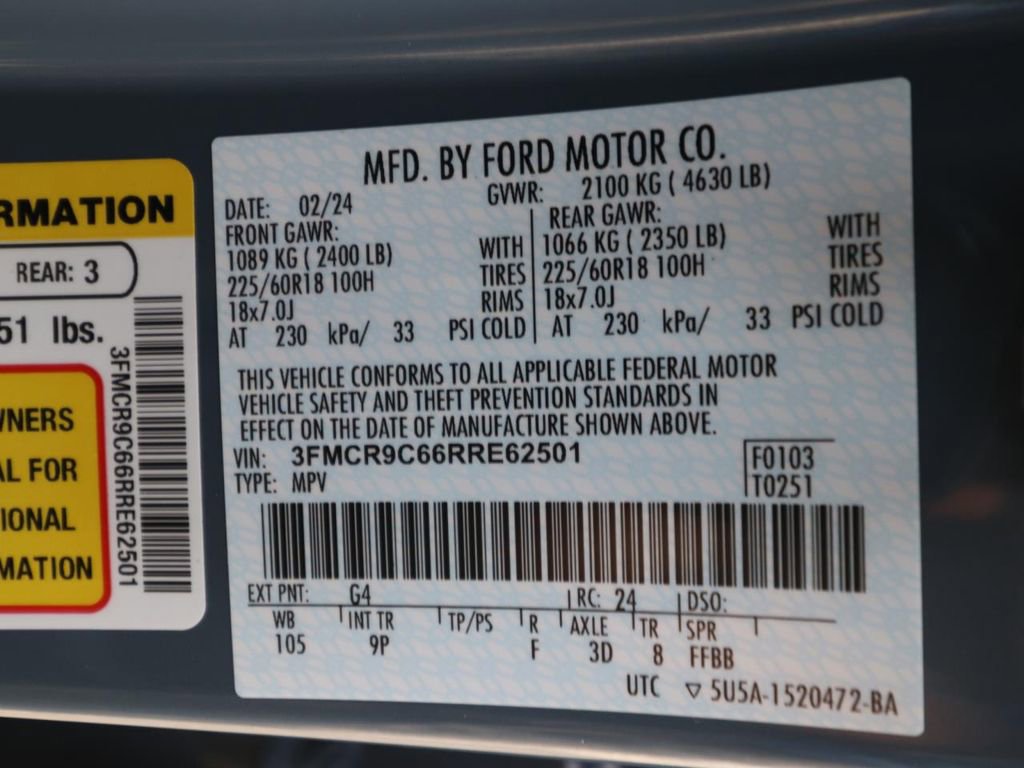 RMATION
REAR: 3
51 lbs.
WNERS
AL FOR
IONAL
MATION
3FMCR9C66RRE62501
MFD. BY FORD MOTOR CO.
DATE: 02/24 GVWR: 2100 KG ( 4630 LB)
FRONT GAWR: REAR GAWR:
1089 KG ( 2400 LB) WITH 1066 KG ( 2350 LB) WITH
225/60R18 100H TIRES 225/60R18 100H TIRES
18x7.0J RIMS 18x7.0J RIMS
AT 230 kPa/ 33 PSI COLD AT 230 kPa/ 33 PSI COLD
THIS VEHICLE CONFORMS TO ALL APPLICABLE FEDERAL MOTOR
VEHICLE SAFETY AND THEFT PREVENTION STANDARDS IN
EFFECT ON THE DATE OF MANUFACTURE SHOWN ABOVE.
VIN: 3FMCR9C66RRE62501 F0103
TYPE: MPV T0251
EXT PNT: G4 RC: 24 DSO:
WB INT TR TP/PS R AXLE TR SPR
105 9P F 3D 8 FFBB
UTC ▽ 5U5A-1520472-BA